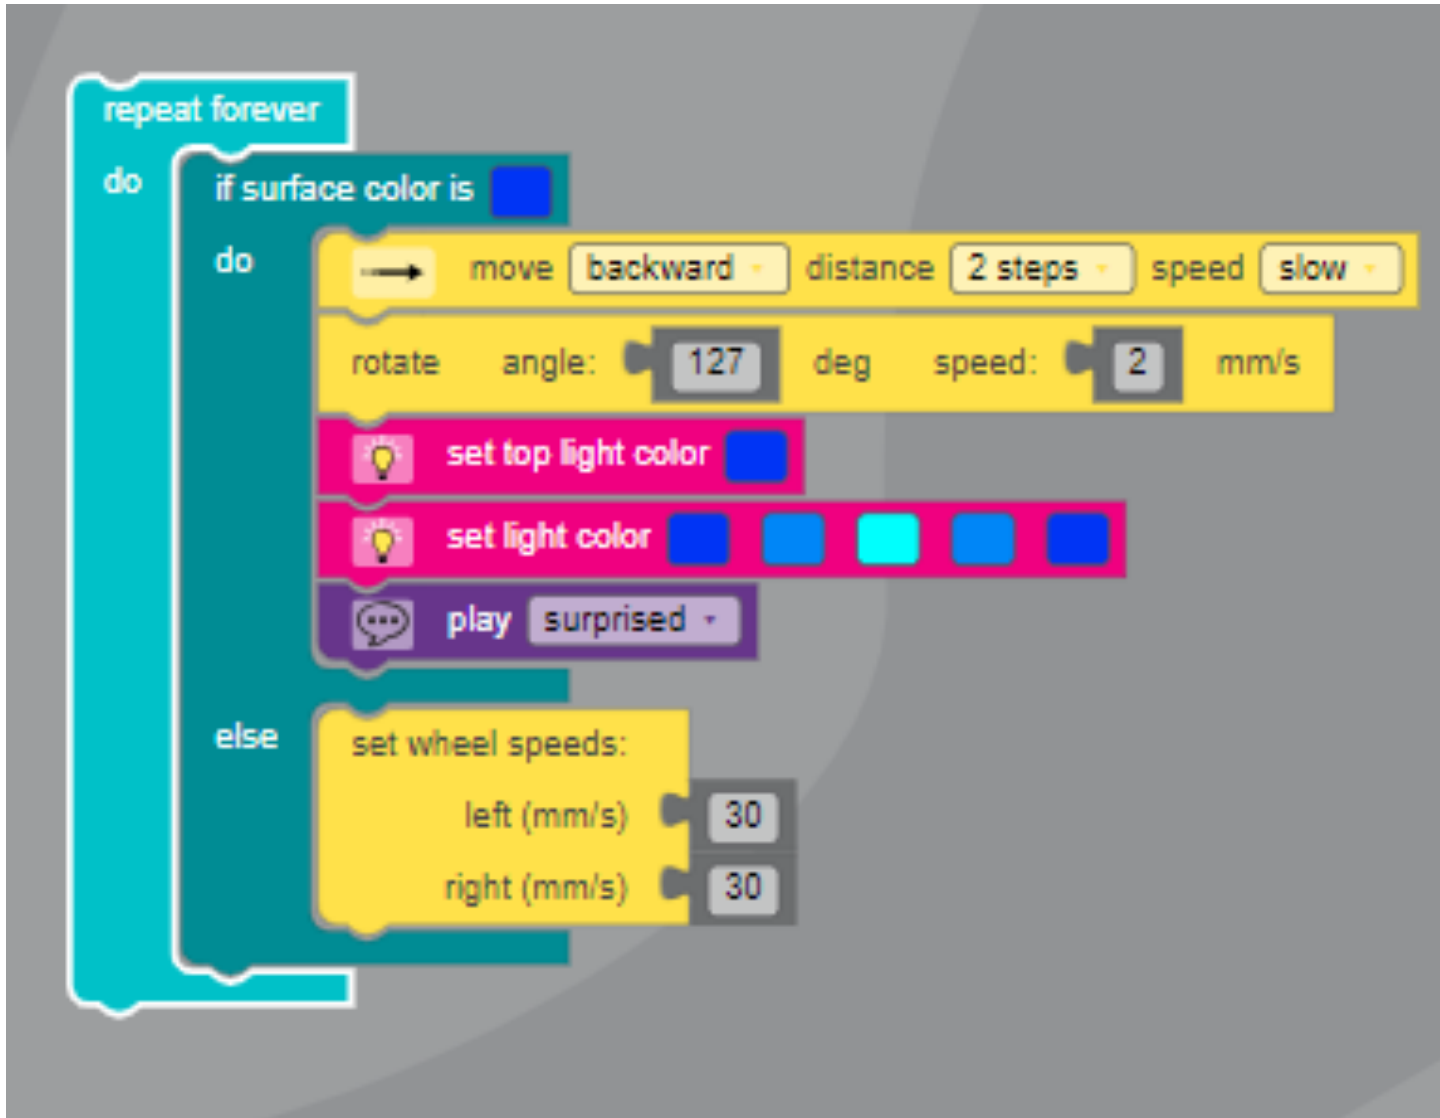 repeat forever
do
if surface color is
do
move backward distance 2 steps speed slow
rotate angle: 127 deg speed: 2 mm/s
set top light color
set light color
play surprised
else
set wheel speeds:
left (mm/s) 30
right (mm/s) 30